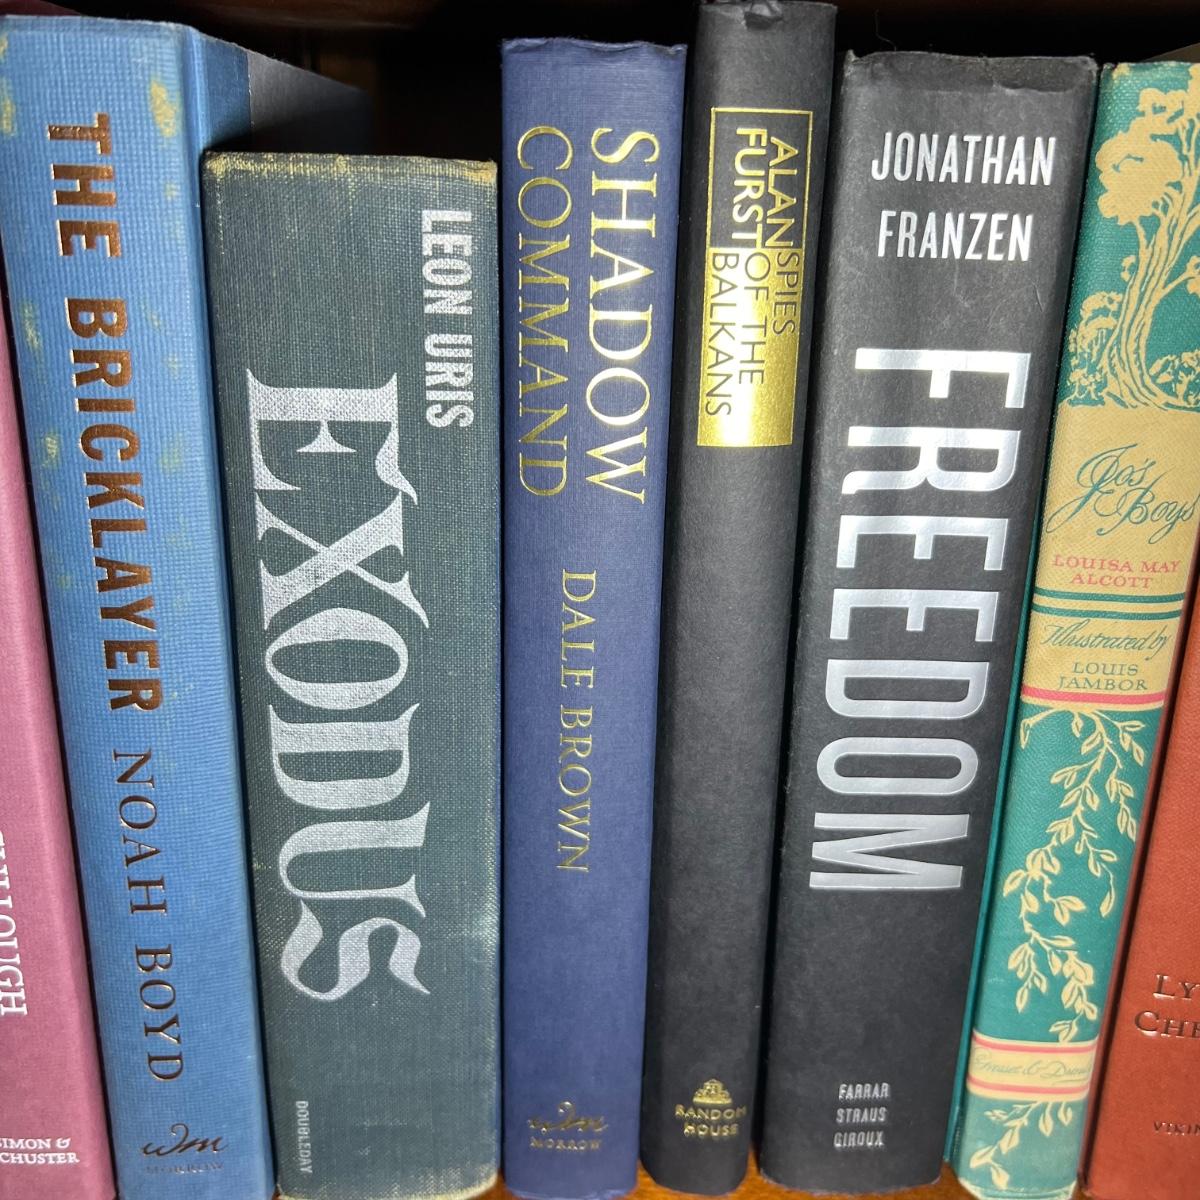 SIMON &
THE BRICKLAYER NOAH BOYD
wm
MORROW
LEON URIS
EXODUS
DOUBLEDAY
SHADOW
COMMAND
DALE BROWN
wm
MORROW
ALAN SPIES
FURST OF THE
BALKANS
RANDOM
HOUSE
JONATHAN
FRANZEN
FREEDOM
FARRAR
STRAUS
GIROUX
Jo's
Boys
LOUISA MAY
ALCOTT
Illustrated by
LOUIS
JAMBOR